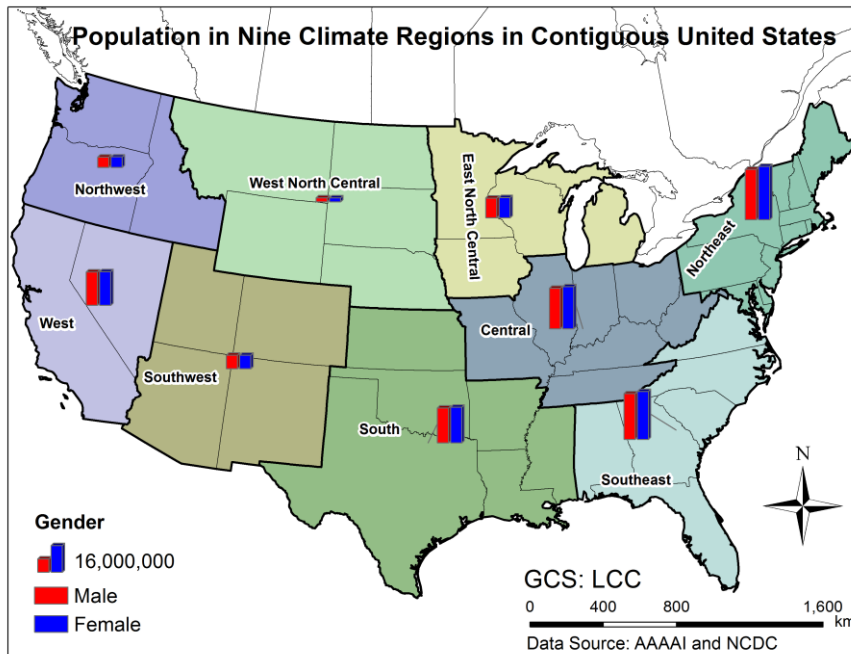 Population in Nine Climate Regions in Contiguous United States
Northwest
West North Central
East North
Central
Northeast
West
Central
Southwest
South
Southeast
N
Gender
16,000,000
Male
Female
GCS: LCC
0 400 800 1,600
km
Data Source: AAAAI and NCDC